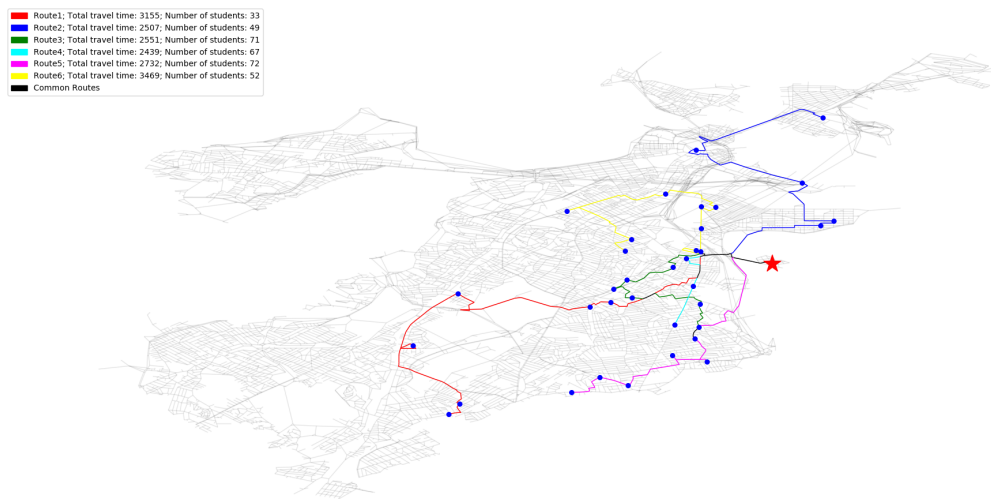 Route1; Total travel time: 3155; Number of students: 33
Route2; Total travel time: 2507; Number of students: 49
Route3; Total travel time: 2551; Number of students: 71
Route4; Total travel time: 2439; Number of students: 67
Route5; Total travel time: 2732; Number of students: 72
Route6; Total travel time: 3469; Number of students: 52
Common Routes